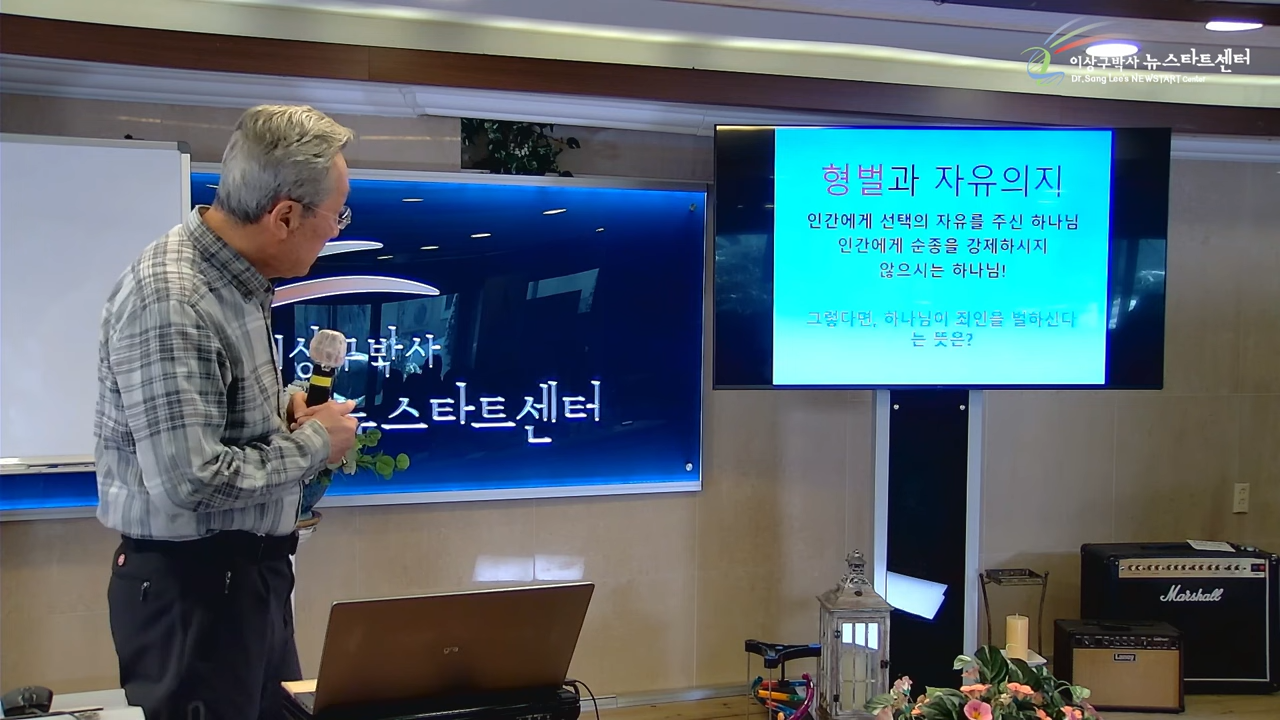 이상구박사 뉴스타트센터
Dr. Sang Lee's NEWSTART Center
형벌과 자유의지
인간에게 선택의 자유를 주신 하나님
인간에게 순종을 강제하시지
않으시는 하나님!
그렇다면, 하나님이 죄인을 벌하신다
는 뜻은?
이상구박사
뉴스타트센터
Marshall
Laney